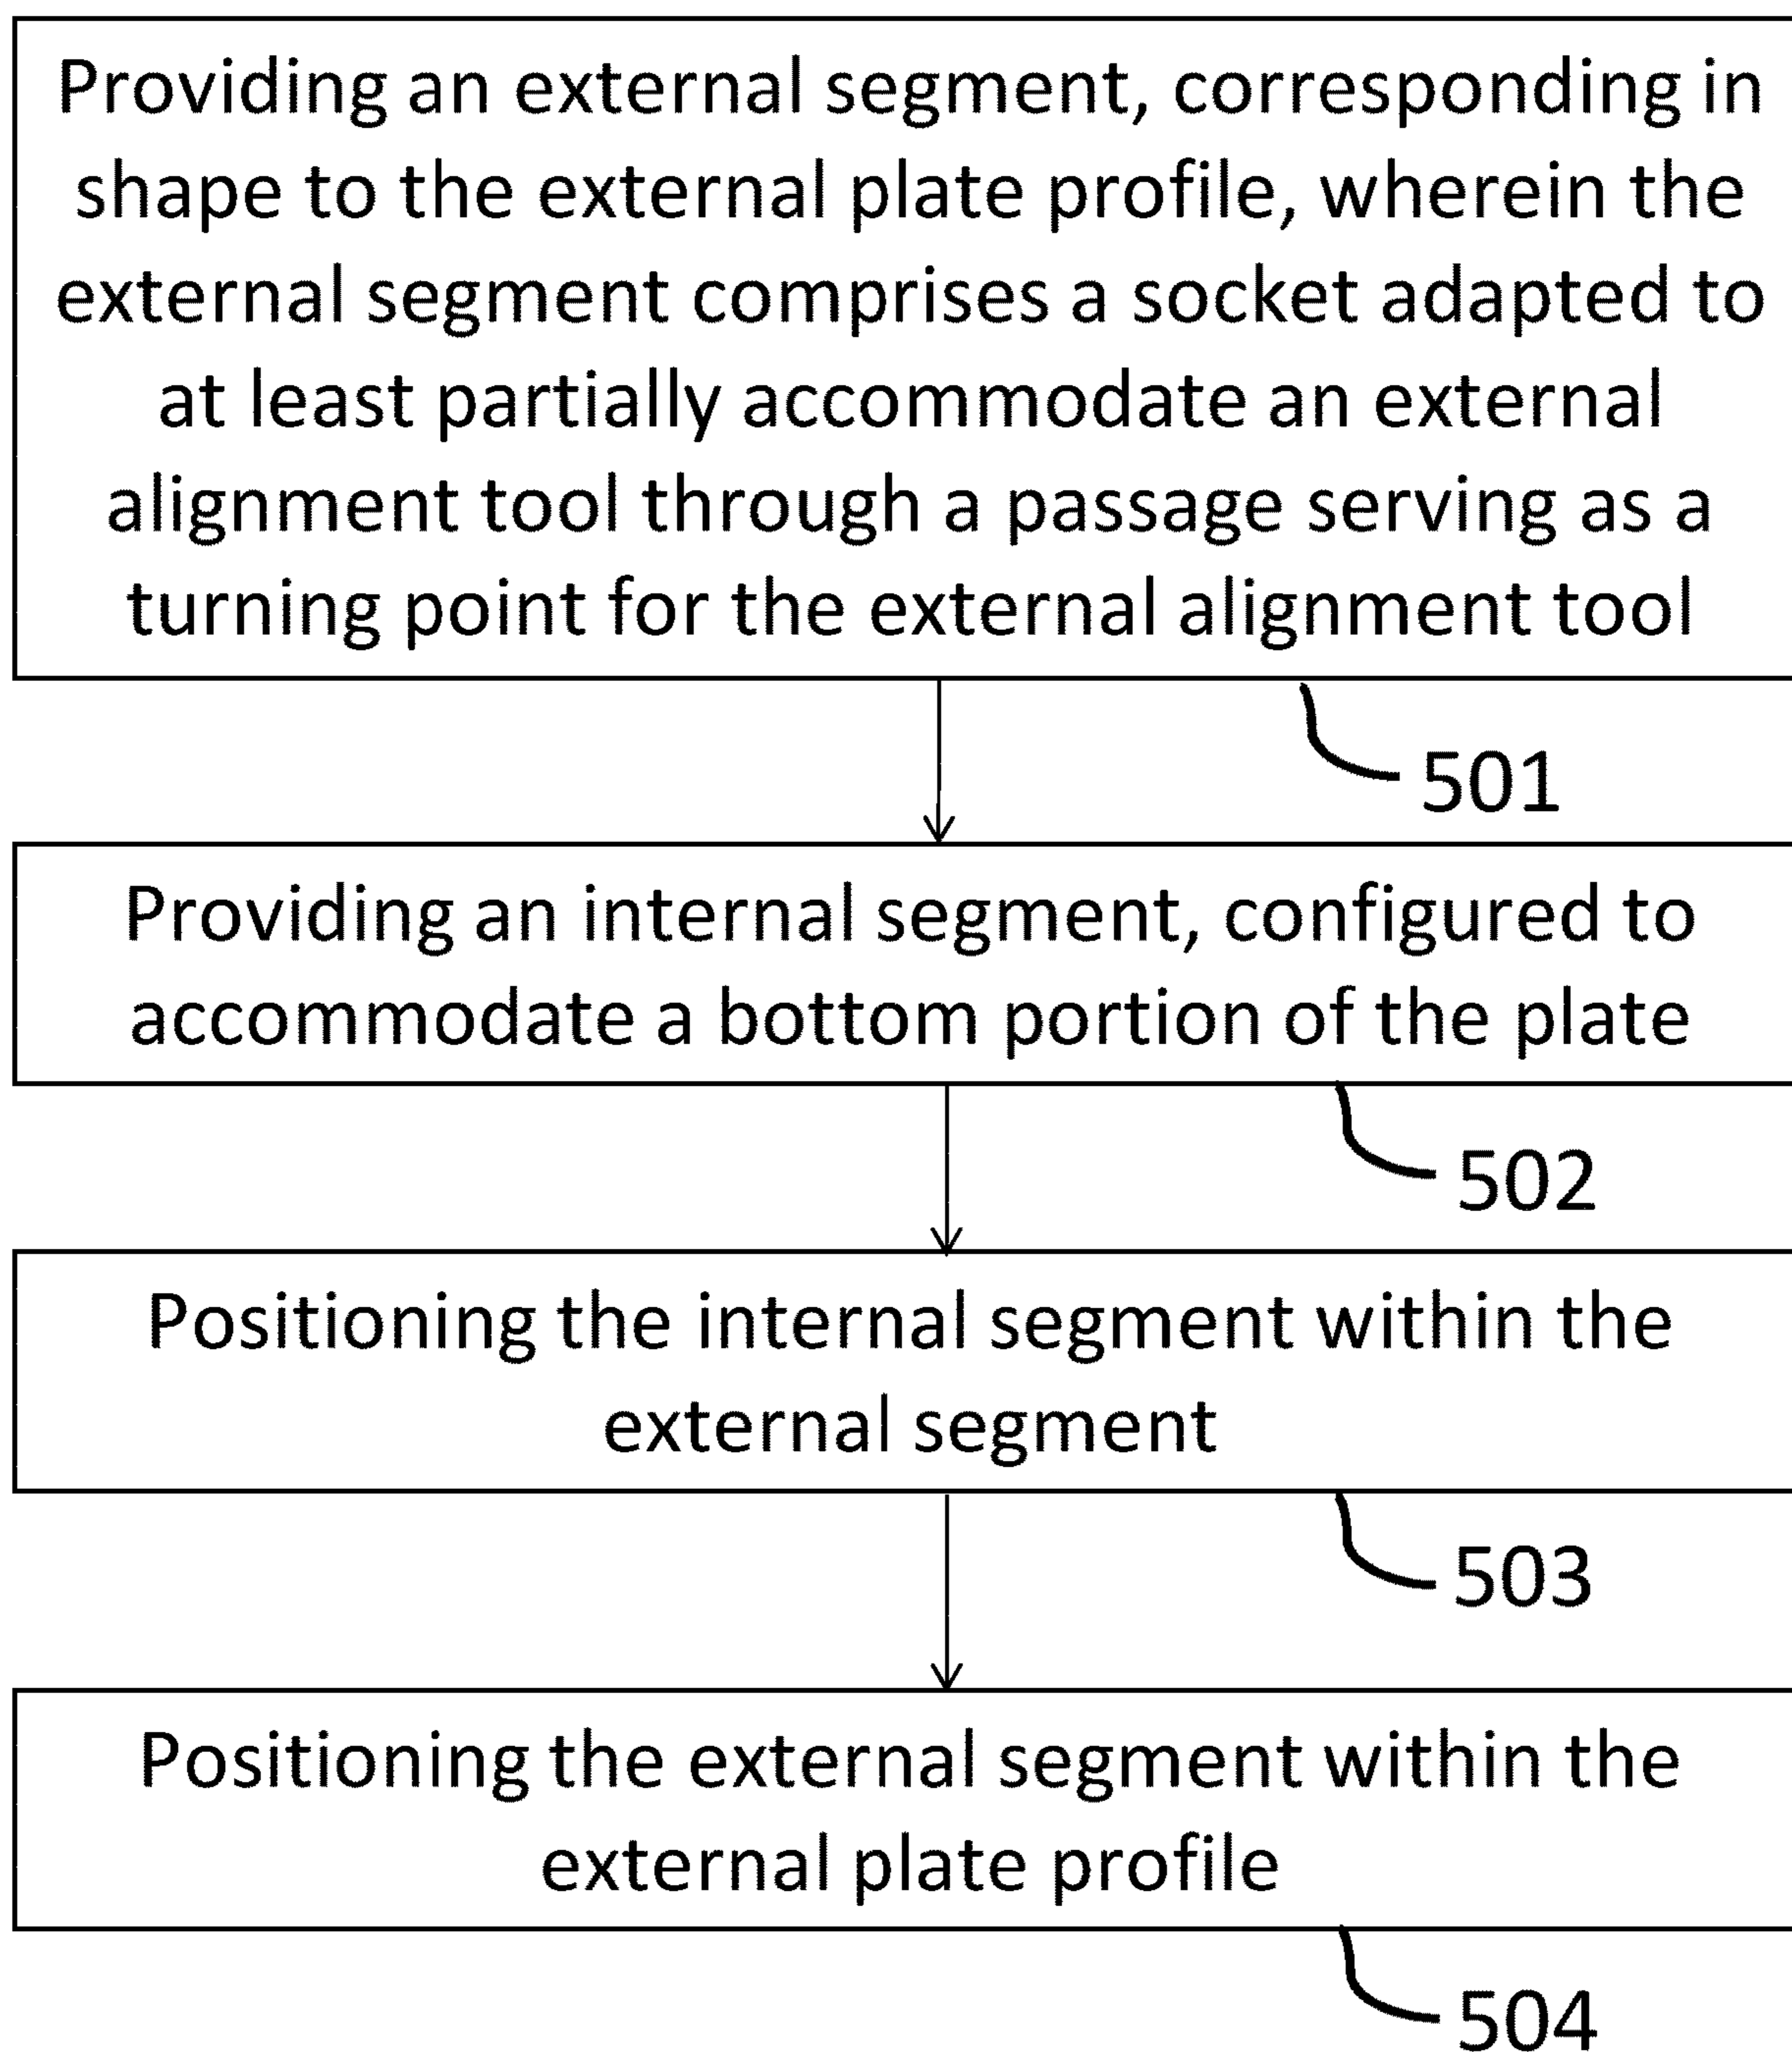 Providing an external segment, corresponding in
shape to the external plate profile, wherein the
external segment comprises a socket adapted to
at least partially accommodate an external
alignment tool through a passage serving as a
turning point for the external alignment tool
501
Providing an internal segment, configured to
accommodate a bottom portion of the plate
502
Positioning the internal segment within the
external segment
503
Positioning the external segment within the
external plate profile
504